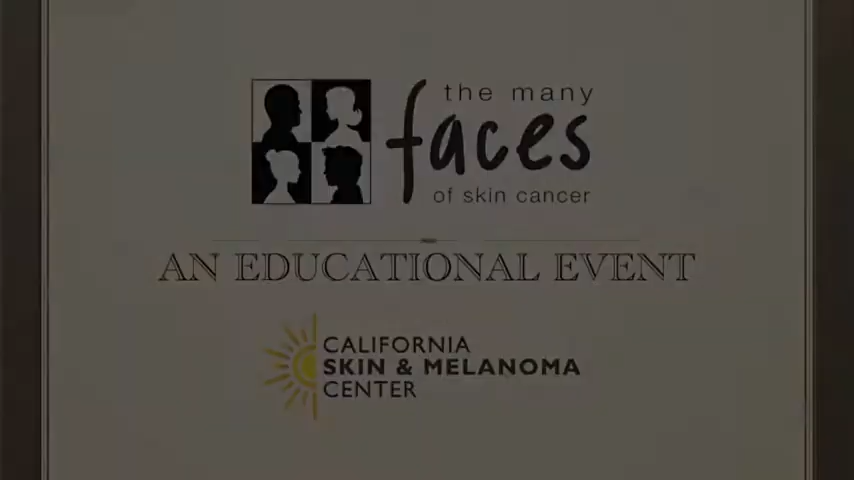 the many
faces
of skin cancer
AN EDUCATIONAL EVENT
CALIFORNIA
SKIN & MELANOMA
CENTER